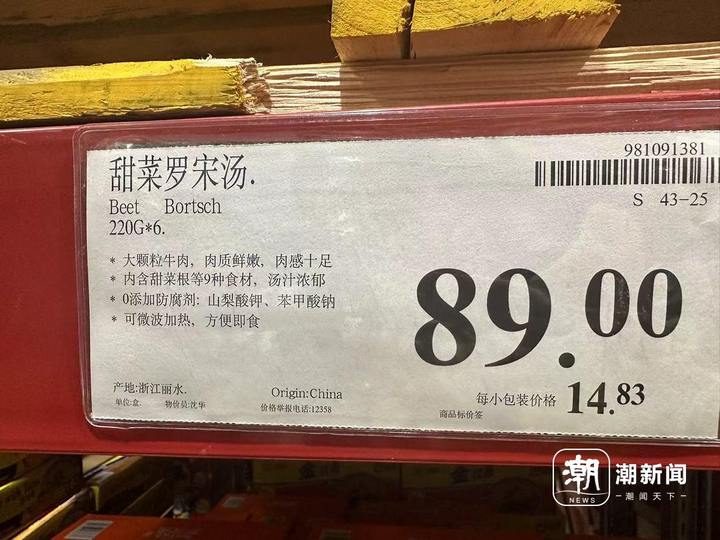 甜菜罗宋汤.
Beet Bortsch
220G*6.
981091381
S 43-25
* 大颗粒牛肉，肉质鲜嫩，肉感十足
* 内含甜菜根等9种食材，汤汁浓郁
* 0添加防腐剂：山梨酸钾、苯甲酸钠
* 可微波加热，方便即食
89.00
产地:浙江丽水.
Origin:China
每小包装价格 14.83
单位:盒.
物价员:沈华
价格举报电话:12358
商品标价签
潮
NEWS
潮新闻
潮闻天下